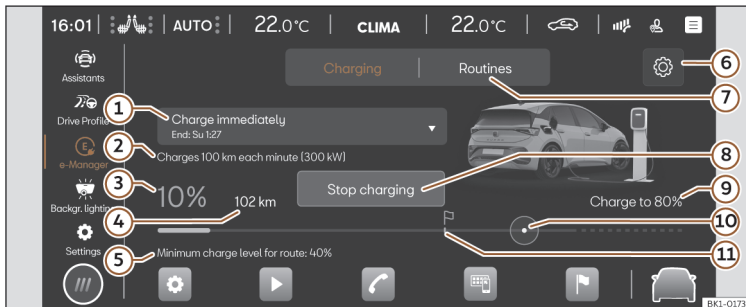 16:01 AUTO 22.0°C CLIMA 22.0°C
Charging Routines
Assistants
Drive Profile
e-Manager
Backgr. lightin
Settings
Charge immediately
End: Su 1:27
Charges 100 km each minute (300 kW)
10% 102 km Stop charging Charge to 80%
Minimum charge level for route: 40%
1
2
3
4
5
6
7
8
9
10
11
E
BK1-0173